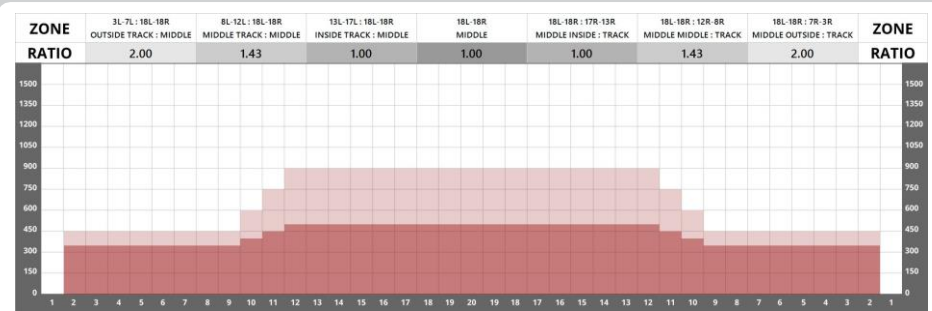 ZONE 3L-7L : 18L-18R 8L-12L : 18L-18R 13L-17L : 18L-18R 18L-18R 18L-18R : 17R-13R 18L-18R : 12R-8R 18L-18R : 7R-3R ZONE
OUTSIDE TRACK : MIDDLE MIDDLE TRACK : MIDDLE INSIDE TRACK : MIDDLE MIDDLE MIDDLE INSIDE : TRACK MIDDLE MIDDLE : TRACK MIDDLE OUTSIDE : TRACK
RATIO 2.00 1.43 1.00 1.00 1.00 1.43 2.00 RATIO
1500 1500
1350 1350
1200 1200
1050 1050
900 900
750 750
600 600
450 450
300 300
150 150
0 0
1 2 3 4 5 6 7 8 9 10 11 12 13 14 15 16 17 18 19 20 19 18 17 16 15 14 13 12 11 10 9 8 7 6 5 4 3 2 1